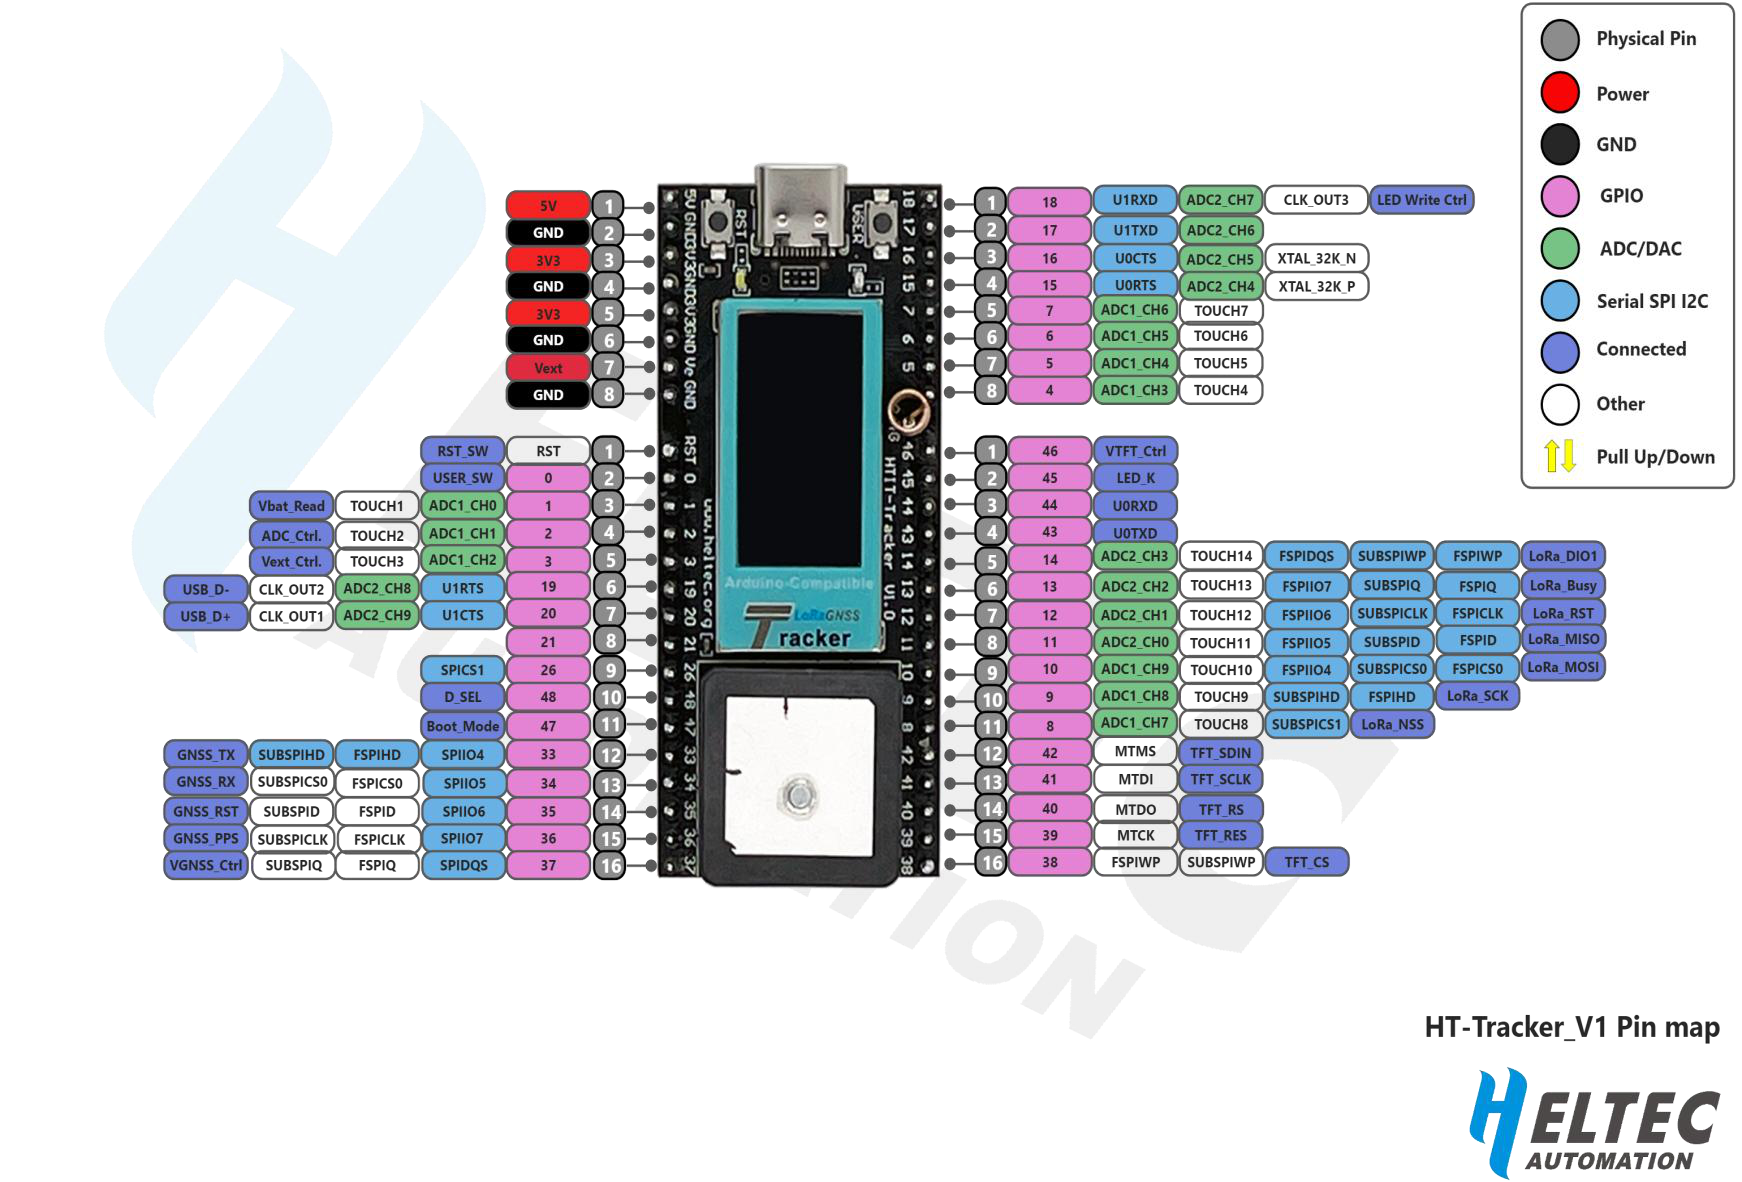 Physical Pin
Power
GND
GPIO
ADC/DAC
Serial SPI I2C
Connected
Other
Pull Up/Down
5V 1
GND 2
3V3 3
GND 4
3V3 5
GND 6
Vext 7
GND 8
RST_SW RST 1
USER_SW 0 2
Vbat_Read TOUCH1 ADC1_CH0 1 3
ADC_Ctrl. TOUCH2 ADC1_CH1 2 4
Vext_Ctrl. TOUCH3 ADC1_CH2 3 5
USB_D- CLK_OUT2 ADC2_CH8 U1RTS 19 6
USB_D+ CLK_OUT1 ADC2_CH9 U1CTS 20 7
21 8
SPICS1 26 9
D_SEL 48 10
Boot_Mode 47 11
GNSS_TX SUBSPIHD FSPIHD SPIIO4 33 12
GNSS_RX SUBSPICS0 FSPICS0 SPIIO5 34 13
GNSS_RST SUBSPID FSPID SPIIO6 35 14
GNSS_PPS SUBSPICLK FSPICLK SPIIO7 36 15
VGNSS_Ctrl SUBSPIQ FSPIQ SPIDQS 37 16
5V GND 3V3 GND 3V3 GND Ve GND
RST 0 1 2 3 19 20 21 26 48 47 33 34 35 36 37
RST
USER
www.heltec.org
Arduino-Compatible
LoRaGNSS
Tracker
HTIT-Tracker V1.0
18 17 16 15 7 6 5
46 45 44 43 14 13 12 11 10 9 8 42 41 40 39 38
1 18 U1RXD ADC2_CH7 CLK_OUT3 LED Write Ctrl
2 17 U1TXD ADC2_CH6
3 16 U0CTS ADC2_CH5 XTAL_32K_N
4 15 U0RTS ADC2_CH4 XTAL_32K_P
5 7 ADC1_CH6 TOUCH7
6 6 ADC1_CH5 TOUCH6
7 5 ADC1_CH4 TOUCH5
8 4 ADC1_CH3 TOUCH4
1 46 VTFT_Ctrl
2 45 LED_K
3 44 U0RXD
4 43 U0TXD
5 14 ADC2_CH3 TOUCH14 FSPIDQS SUBSPIWP FSPIWP LoRa_DIO1
6 13 ADC2_CH2 TOUCH13 FSPIIO7 SUBSPIQ FSPIQ LoRa_Busy
7 12 ADC2_CH1 TOUCH12 FSPIIO6 SUBSPICLK FSPICLK LoRa_RST
8 11 ADC2_CH0 TOUCH11 FSPIIO5 SUBSPID FSPID LoRa_MISO
9 10 ADC1_CH9 TOUCH10 FSPIIO4 SUBSPICS0 FSPICS0 LoRa_MOSI
10 9 ADC1_CH8 TOUCH9 SUBSPIHD FSPIHD LoRa_SCK
11 8 ADC1_CH7 TOUCH8 SUBSPICS1 LoRa_NSS
12 42 MTMS TFT_SDIN
13 41 MTDI TFT_SCLK
14 40 MTDO TFT_RS
15 39 MTCK TFT_RES
16 38 FSPIWP SUBSPIWP TFT_CS
HT-Tracker_V1 Pin map
HELTEC
AUTOMATION